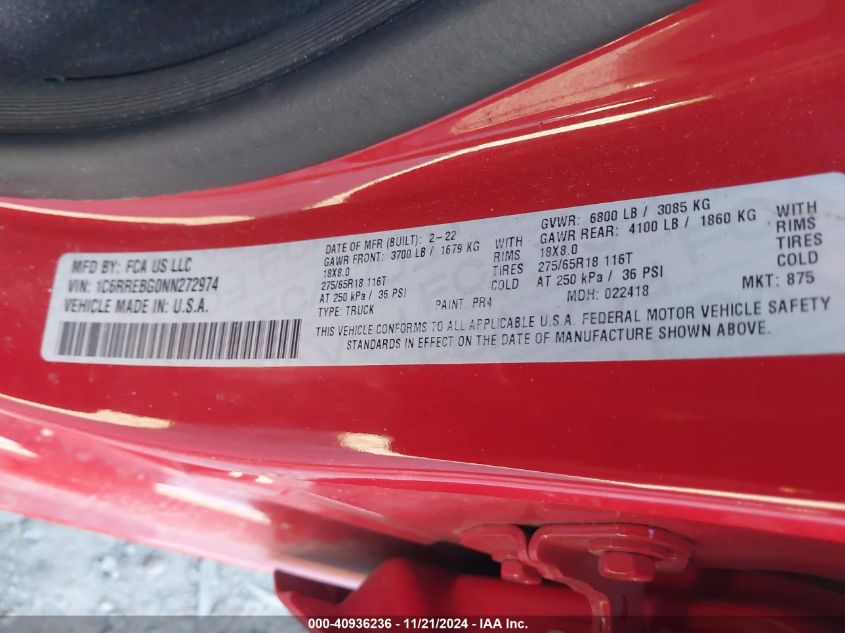 MFD BY: FCA US LLC
VIN: 1C6RREBG0NN272974
VEHICLE MADE IN: U.S.A.
DATE OF MFR (BUILT): 2-22
GAWR FRONT: 3700 LB / 1679 KG WITH
18X8.0 RIMS
275/65R18 116T TIRES
AT 250 kPA / 36 PSI COLD
TYPE: TRUCK PAINT: PR4
GVWR: 6800 LB / 3085 KG
GAWR REAR: 4100 LB / 1860 KG WITH
18X8.0 RIMS
275/65R18 116T TIRES
AT 250 kPA / 36 PSI COLD
MDH: 022418 MKT: 875
THIS VEHICLE CONFORMS TO ALL APPLICABLE U.S.A. FEDERAL MOTOR VEHICLE SAFETY
STANDARDS IN EFFECT ON THE DATE OF MANUFACTURE SHOWN ABOVE.
000-40936236 - 11/21/2024 - IAA Inc.